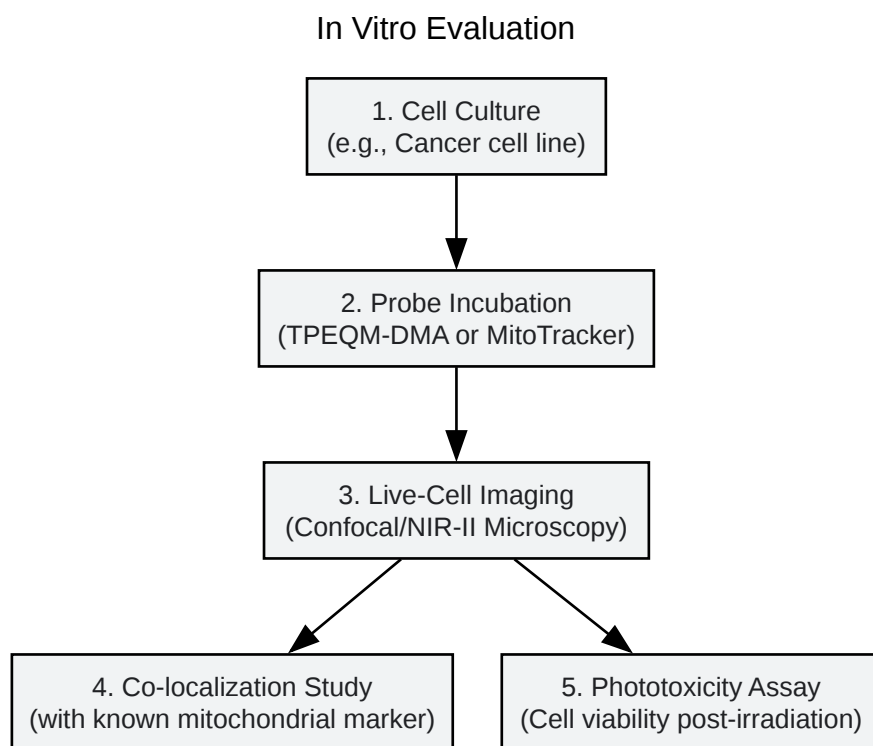 In Vitro Evaluation
1. Cell Culture
(e.g., Cancer cell line)
2. Probe Incubation
(TPEQM-DMA or MitoTracker)
3. Live-Cell Imaging
(Confocal/NIR-II Microscopy)
4. Co-localization Study
(with known mitochondrial marker)
5. Phototoxicity Assay
(Cell viability post-irradiation)